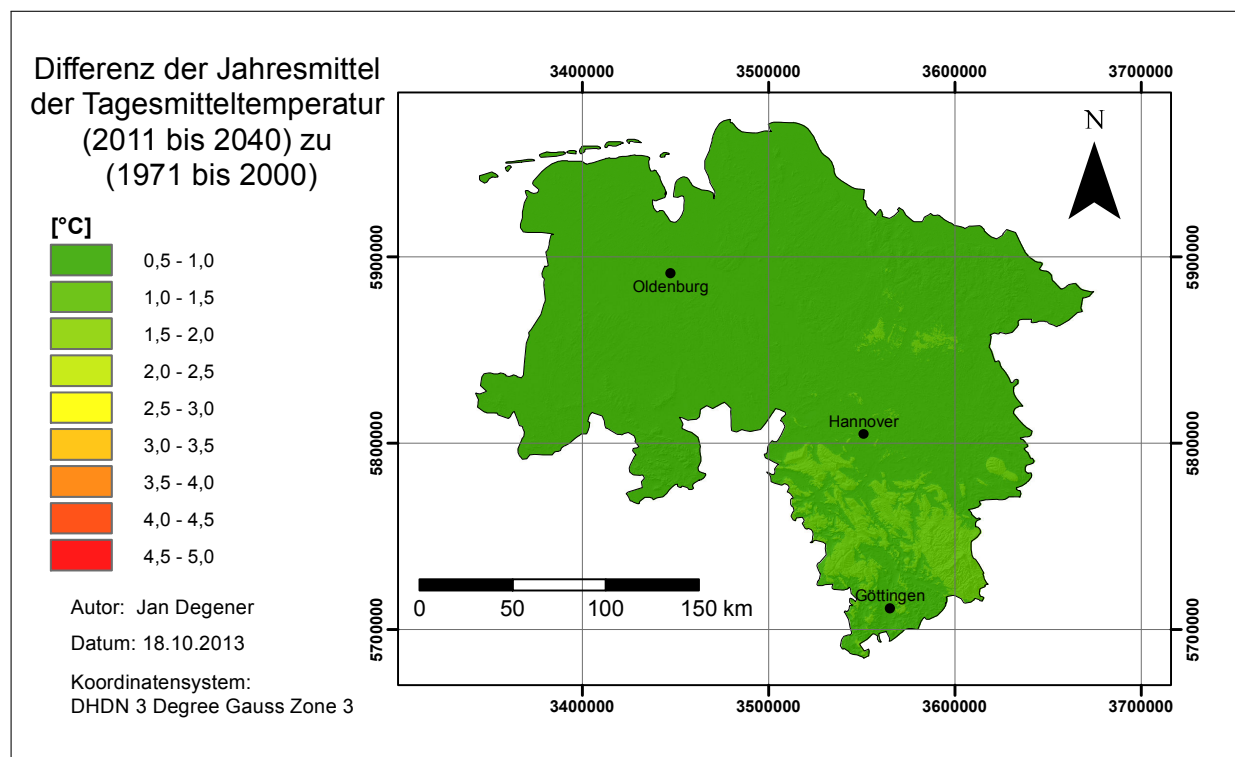 Differenz der Jahresmittel
der Tagesmitteltemperatur
(2011 bis 2040) zu
(1971 bis 2000)
[°C]
0,5 - 1,0
1,0 - 1,5
1,5 - 2,0
2,0 - 2,5
2,5 - 3,0
3,0 - 3,5
3,5 - 4,0
4,0 - 4,5
4,5 - 5,0
Autor: Jan Degener
Datum: 18.10.2013
Koordinatensystem:
DHDN 3 Degree Gauss Zone 3
3400000 3500000 3600000 3700000
N
5900000 5900000
Oldenburg
Hannover
5800000 5800000
0 50 100 150 km
Göttingen
5700000 5700000
3400000 3500000 3600000 3700000